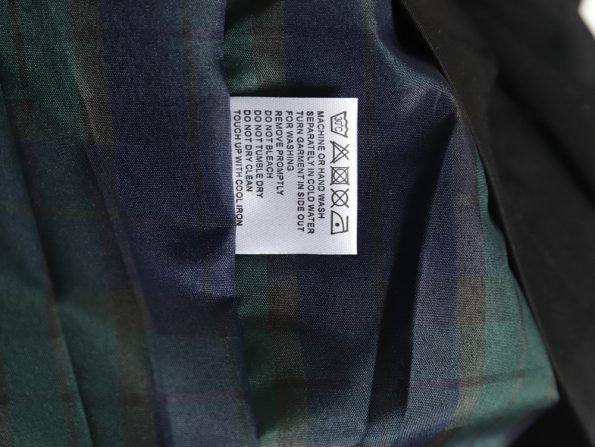 30℃
MACHINE OR HAND WASH
SEPARATELY IN COLD WATER
TURN GARMENT IN SIDE OUT
FOR WASHING
REMOVE PROMPTLY
DO NOT BLEACH
DO NOT TUMBLE DRY
DO NOT DRY CLEAN
TOUCH UP WITH COOL IRON